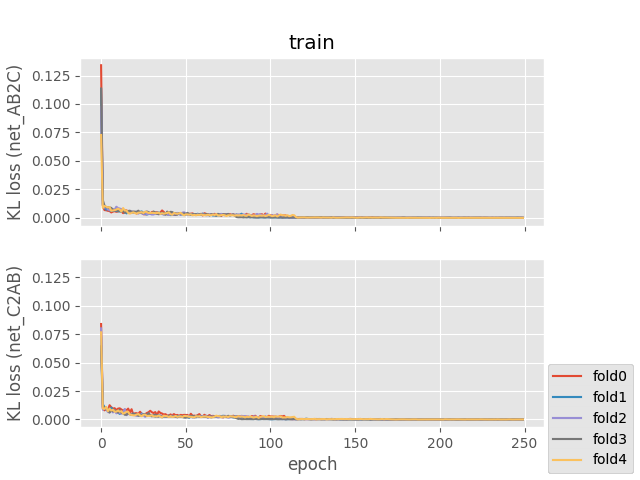 train
KL loss (net_AB2C)
0.125
0.100
0.075
0.050
0.025
0.000
KL loss (net_C2AB)
0.125
0.100
0.075
0.050
0.025
0.000
0 50 100 150 200 250
epoch
fold0
fold1
fold2
fold3
fold4